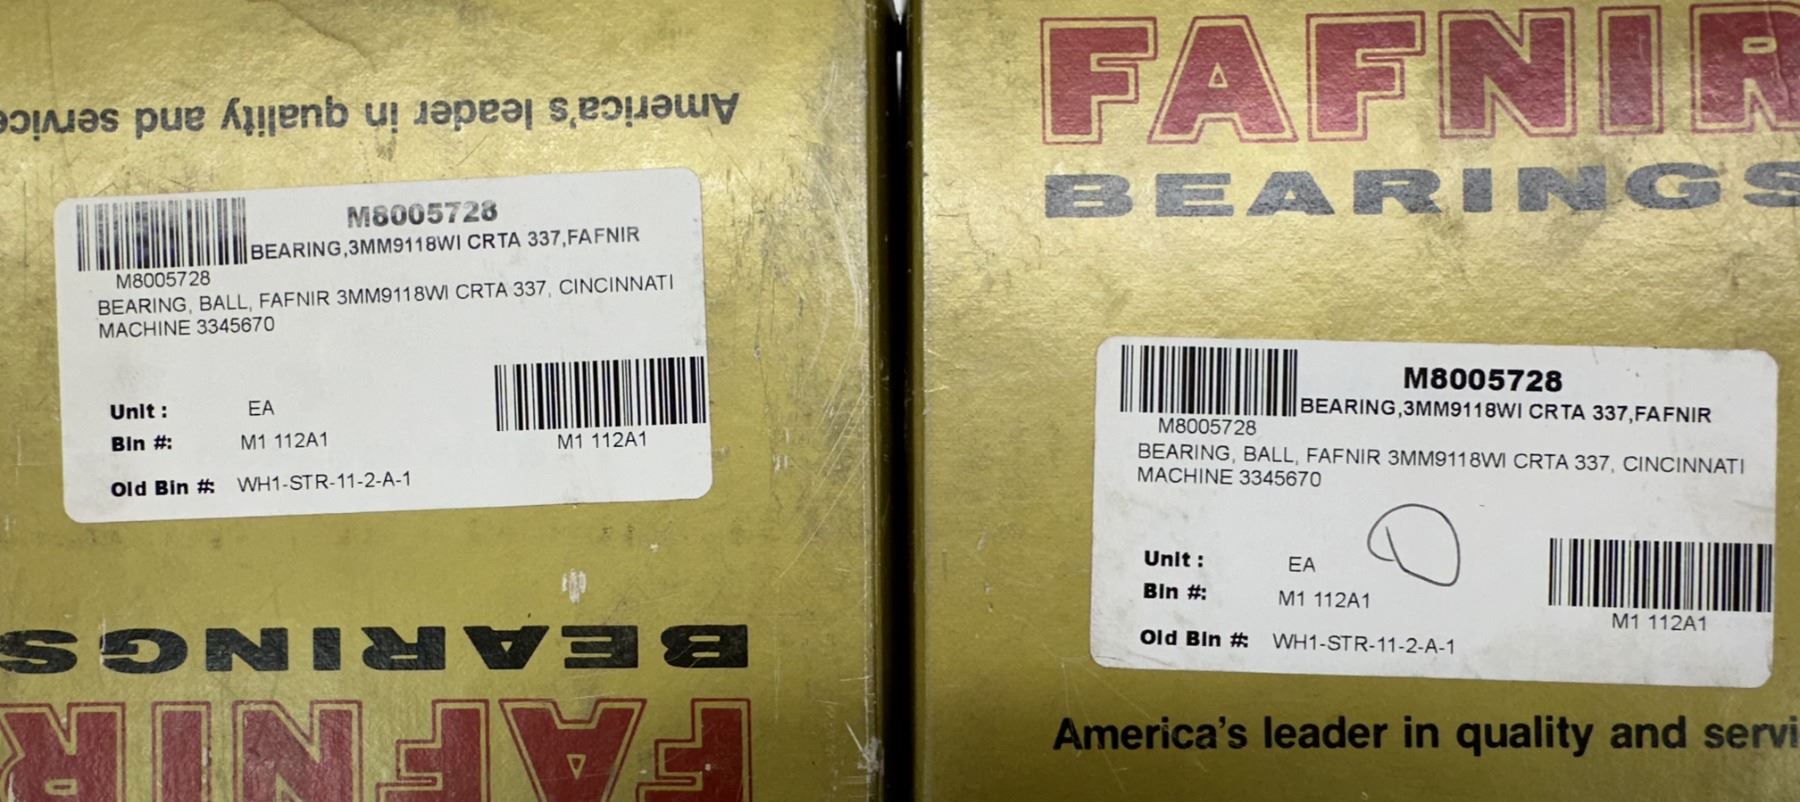 America's leader in quality and service
M8005728
BEARING,3MM9118WI CRTA 337,FAFNIR
M8005728
BEARING, BALL, FAFNIR 3MM9118WI CRTA 337, CINCINNATI
MACHINE 3345670
Unit : EA
Bin #: M1 112A1
M1 112A1
Old Bin #: WH1-STR-11-2-A-1
BEARINGS
FAFNIR
FAFNIR
BEARINGS
M8005728
BEARING,3MM9118WI CRTA 337,FAFNIR
M8005728
BEARING, BALL, FAFNIR 3MM9118WI CRTA 337, CINCINNATI
MACHINE 3345670
Unit : EA
Bin #: M1 112A1
M1 112A1
Old Bin #: WH1-STR-11-2-A-1
America's leader in quality and servi